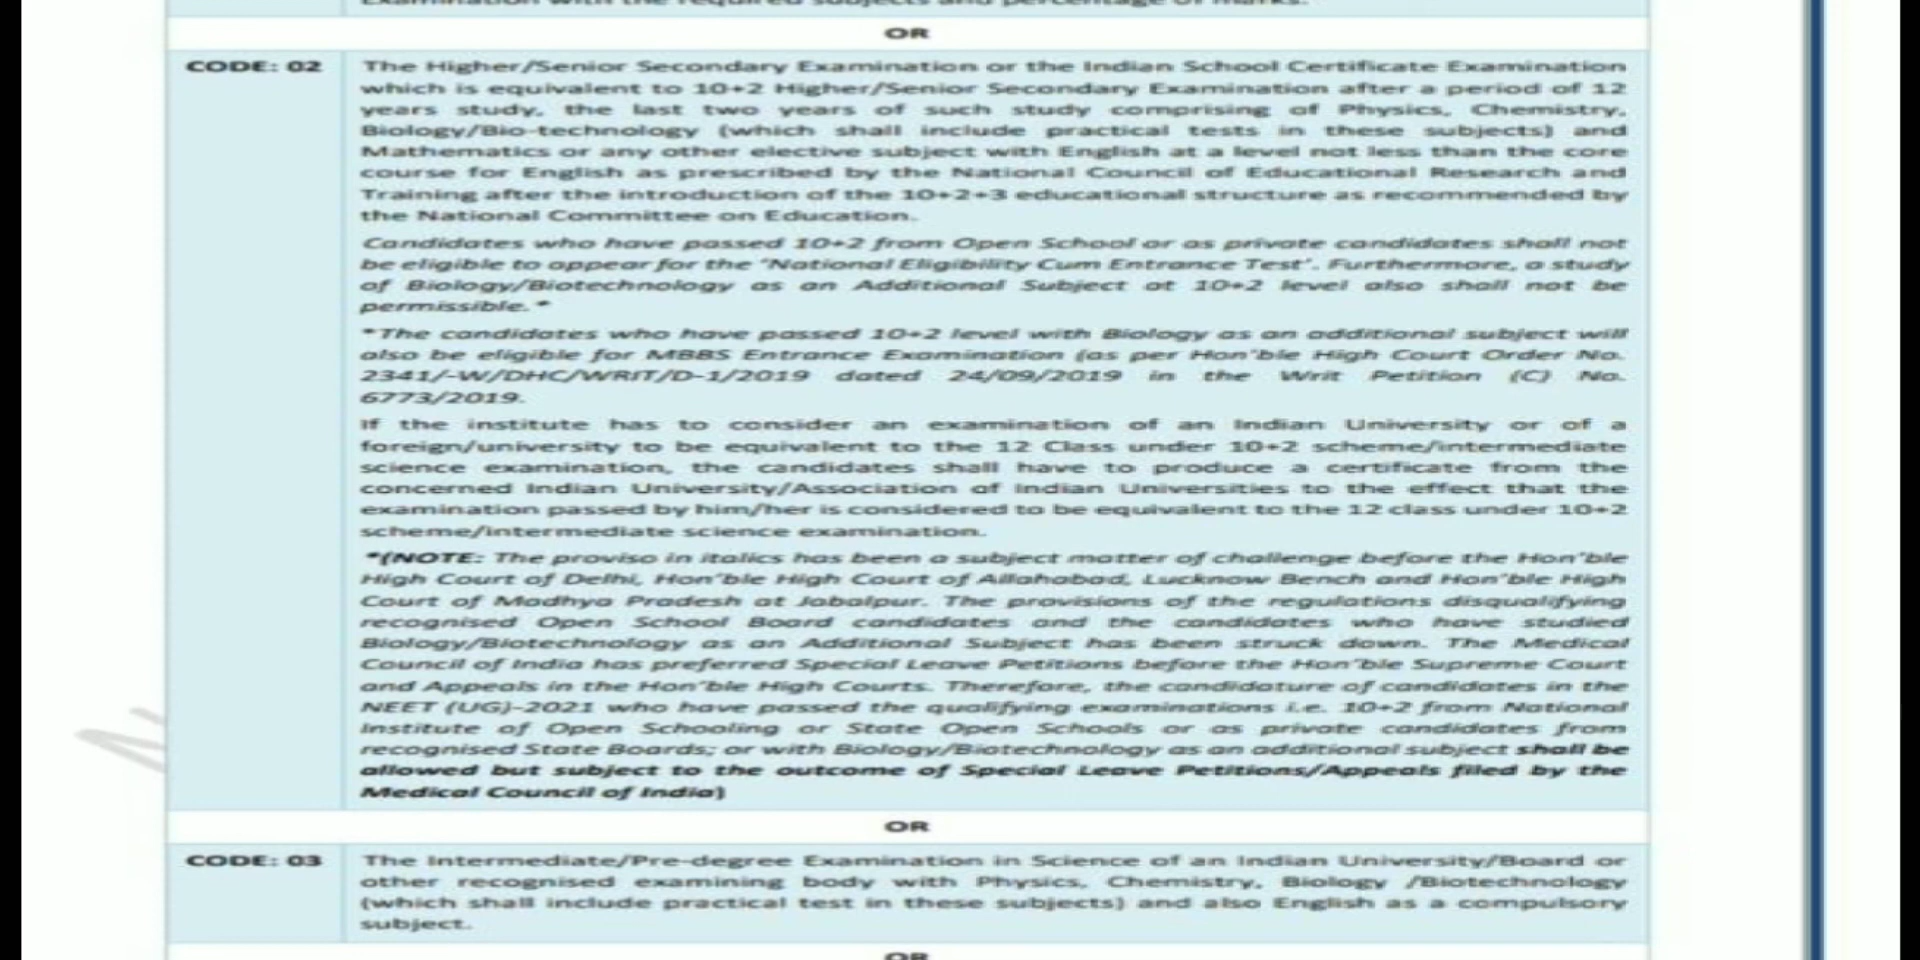 Examination with the required subjects and percentage of marks.
OR
CODE: 02
The Higher/Senior Secondary Examination or the Indian School Certificate Examination
which is equivalent to 10+2 Higher/Senior Secondary Examination after a period of 12
years study, the last two years of such study comprising of Physics, Chemistry,
Biology/Bio-technology (which shall include practical tests in these subjects) and
Mathematics or any other elective subject with English at a level not less than the core
course for English as prescribed by the National Council of Educational Research and
Training after the introduction of the 10+2+3 educational structure as recommended by
the National Committee on Education.
Candidates who have passed 10+2 from Open School or as private candidates shall not
be eligible to appear for the 'National Eligibility Cum Entrance Test'. Furthermore, a study
of Biology/Biotechnology as an Additional Subject at 10+2 level also shall not be
permissible.*
*The candidates who have passed 10+2 level with Biology as an additional subject will
also be eligible for MBBS Entrance Examination (as per Hon'ble High Court Order No.
2341/-W/DHC/WRIT/D-1/2019 dated 24/09/2019 in the Writ Petition (C) No.
6773/2019.
If the institute has to consider an examination of an Indian University or of a
foreign/university to be equivalent to the 12 Class under 10+2 scheme/intermediate
science examination, the candidates shall have to produce a certificate from the
concerned Indian University/Association of Indian Universities to the effect that the
examination passed by him/her is considered to be equivalent to the 12 class under 10+2
scheme/intermediate science examination.
*(NOTE: The proviso in italics has been a subject matter of challenge before the Hon'ble
High Court of Delhi, Hon'ble High Court of Allahabad, Lucknow Bench and Hon'ble High
Court of Madhya Pradesh at Jabalpur. The provisions of the regulations disqualifying
recognised Open School Board candidates and the candidates who have studied
Biology/Biotechnology as an Additional Subject has been struck down. The Medical
Council of India has preferred Special Leave Petitions before the Hon'ble Supreme Court
and Appeals in the Hon'ble High Courts. Therefore, the candidature of candidates in the
NEET (UG)-2021 who have passed the qualifying examinations i.e. 10+2 from National
Institute of Open Schooling or State Open Schools or as private candidates from
recognised State Boards; or with Biology/Biotechnology as an additional subject shall be
allowed but subject to the outcome of Special Leave Petitions/Appeals filed by the
Medical Council of India)
OR
CODE: 03
The Intermediate/Pre-degree Examination in Science of an Indian University/Board or
other recognised examining body with Physics, Chemistry, Biology /Biotechnology
(which shall include practical test in these subjects) and also English as a compulsory
subject.
OR